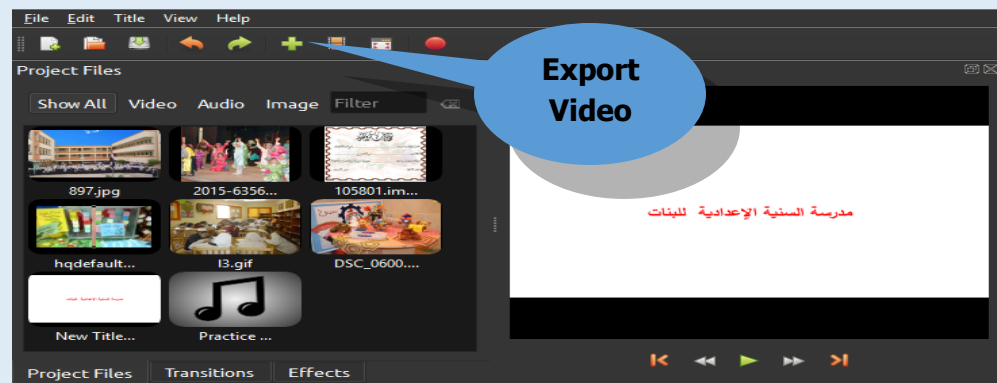 File Edit Title View Help
Project Files
Show All Video Audio Image Filter
Export
Video
897.jpg 2015-6356... 105801.im...
hqdefault... I3.gif DSC_0600....
New Title... Practice ...
مدرسة السنية الإعدادية للبنات
Project Files Transitions Effects